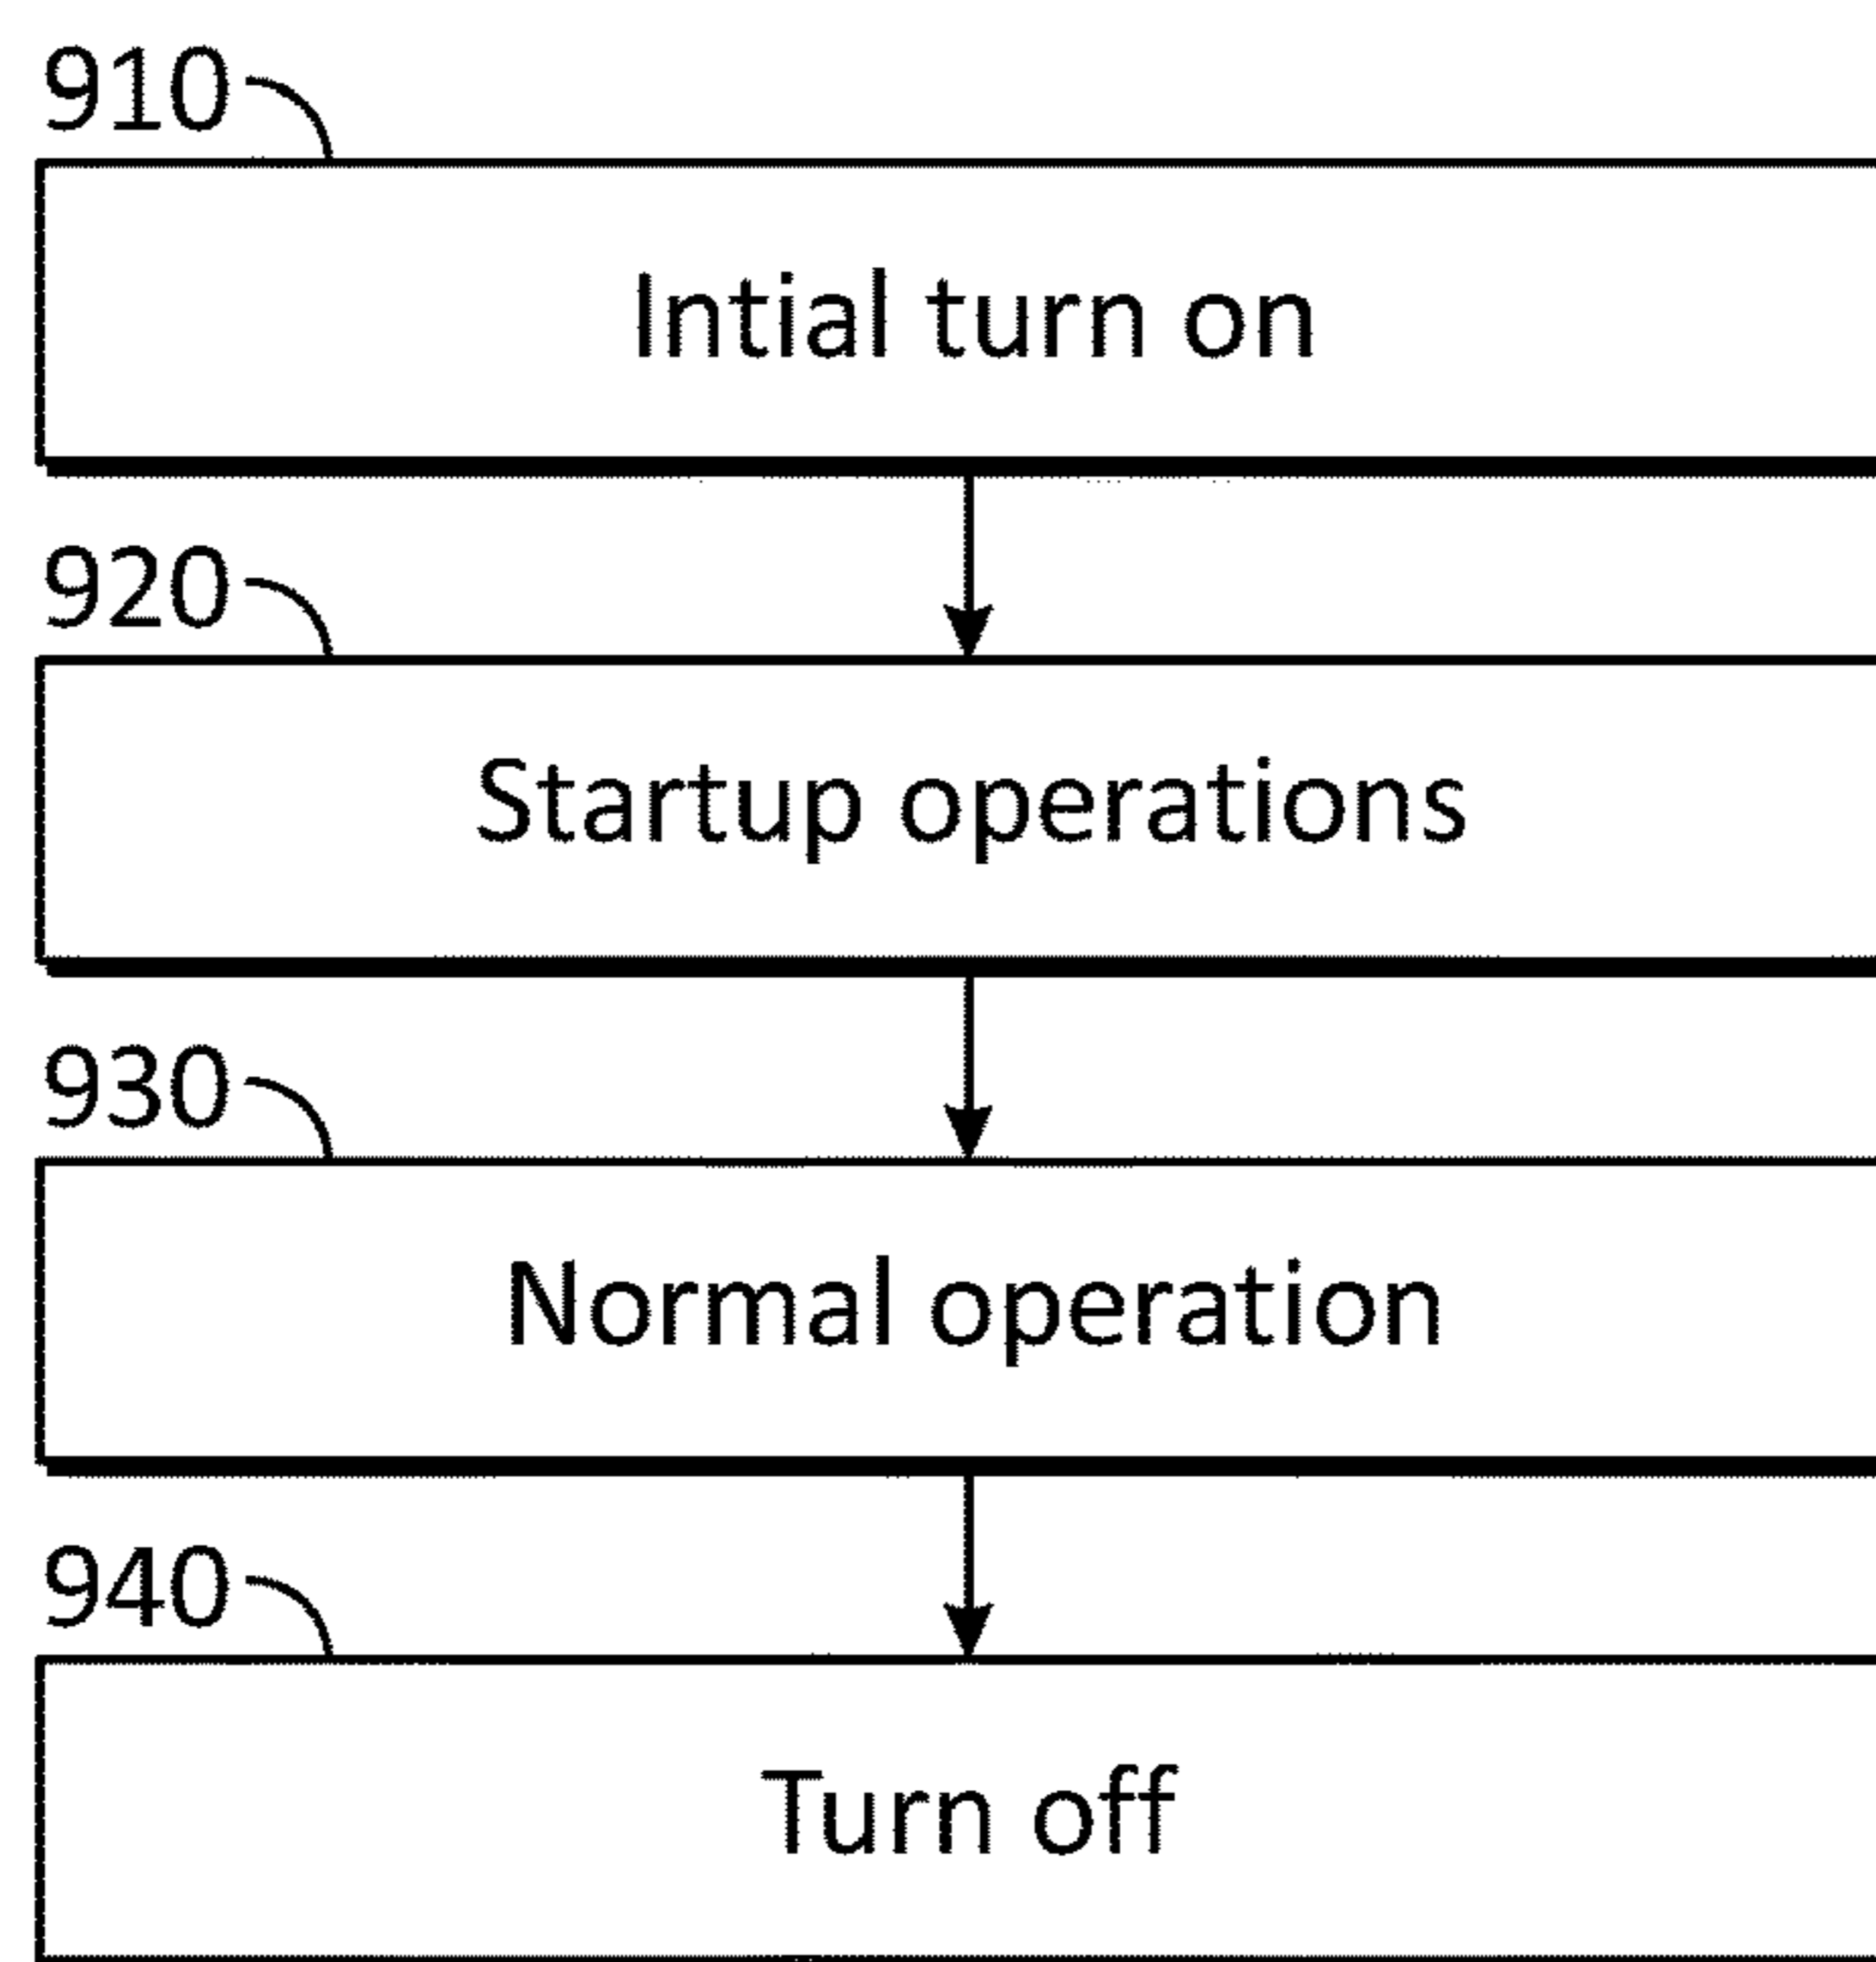 910
Intial turn on
920
Startup operations
930
Normal operation
940
Turn off